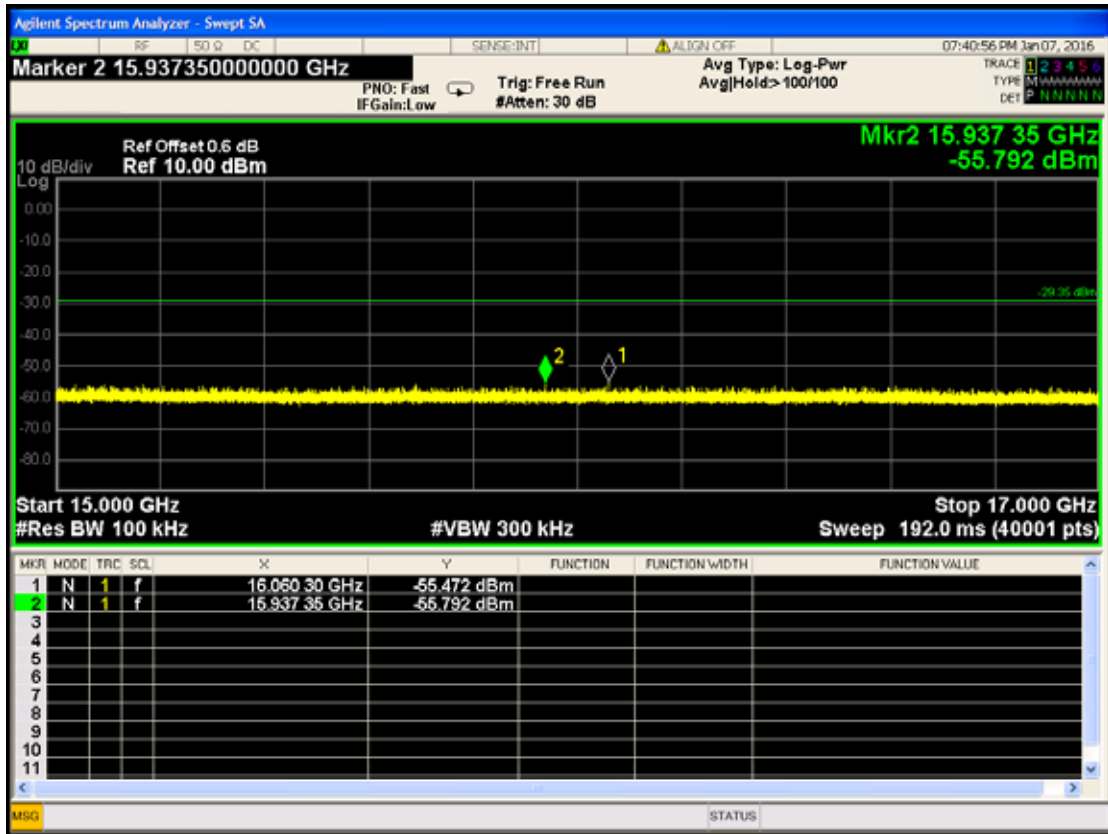 Agilent Spectrum Analyzer - Swept SA
LXI RF 50 Ω DC SENSE:INT ALIGN OFF 07:40:56 PM Jan 07, 2016
Marker 2 15.937350000000 GHz
PNO: Fast
IFGain:Low
Trig: Free Run
#Atten: 30 dB
Avg Type: Log-Pwr
Avg|Hold:>100/100
TRACE 1 2 3 4 5 6
TYPE M WWWWW
DET P N N N N N
Mkr2 15.937 35 GHz
-55.792 dBm
Ref Offset 0.6 dB
10 dB/div Ref 10.00 dBm
Log
0.00
-10.0
-20.0
-29.35 dBm
-30.0
-40.0
2 1
-50.0
-60.0
-70.0
-80.0
Start 15.000 GHz Stop 17.000 GHz
#Res BW 100 kHz #VBW 300 kHz Sweep 192.0 ms (40001 pts)
MKR MODE TRC SCL X Y FUNCTION FUNCTION WIDTH FUNCTION VALUE
1 N 1 f 16.060 30 GHz -55.472 dBm
2 N 1 f 15.937 35 GHz -55.792 dBm
3
4
5
6
7
8
9
10
11
MSG STATUS